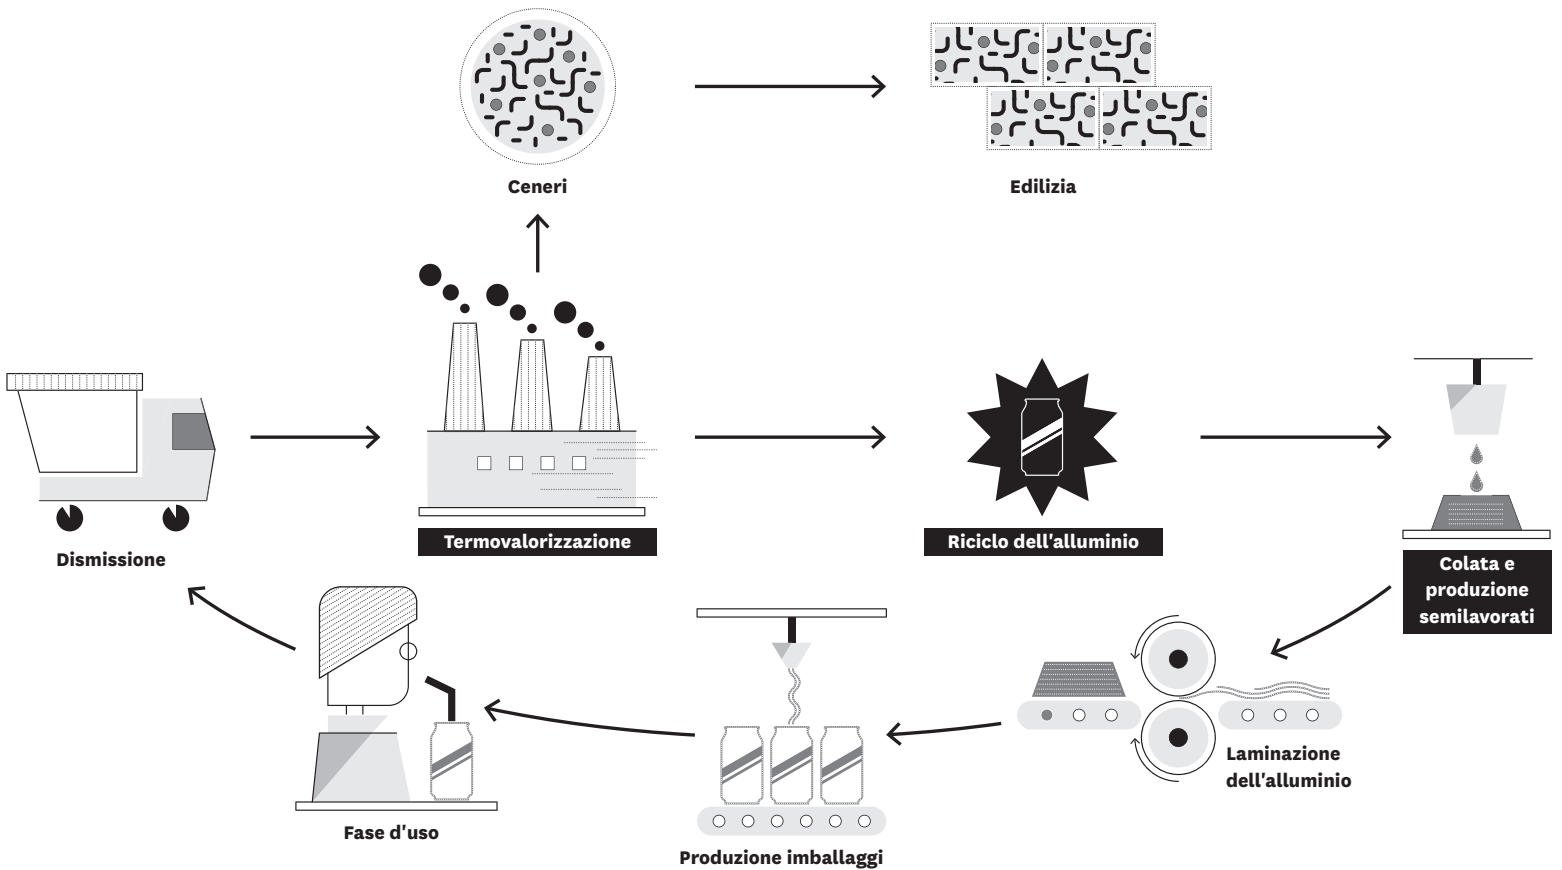 Ceneri
Edilizia
Dismissione
Termovalorizzazione
Riciclo dell'alluminio
Colata e
produzione
semilavorati
Laminazione
dell'alluminio
Fase d'uso
Produzione imballaggi